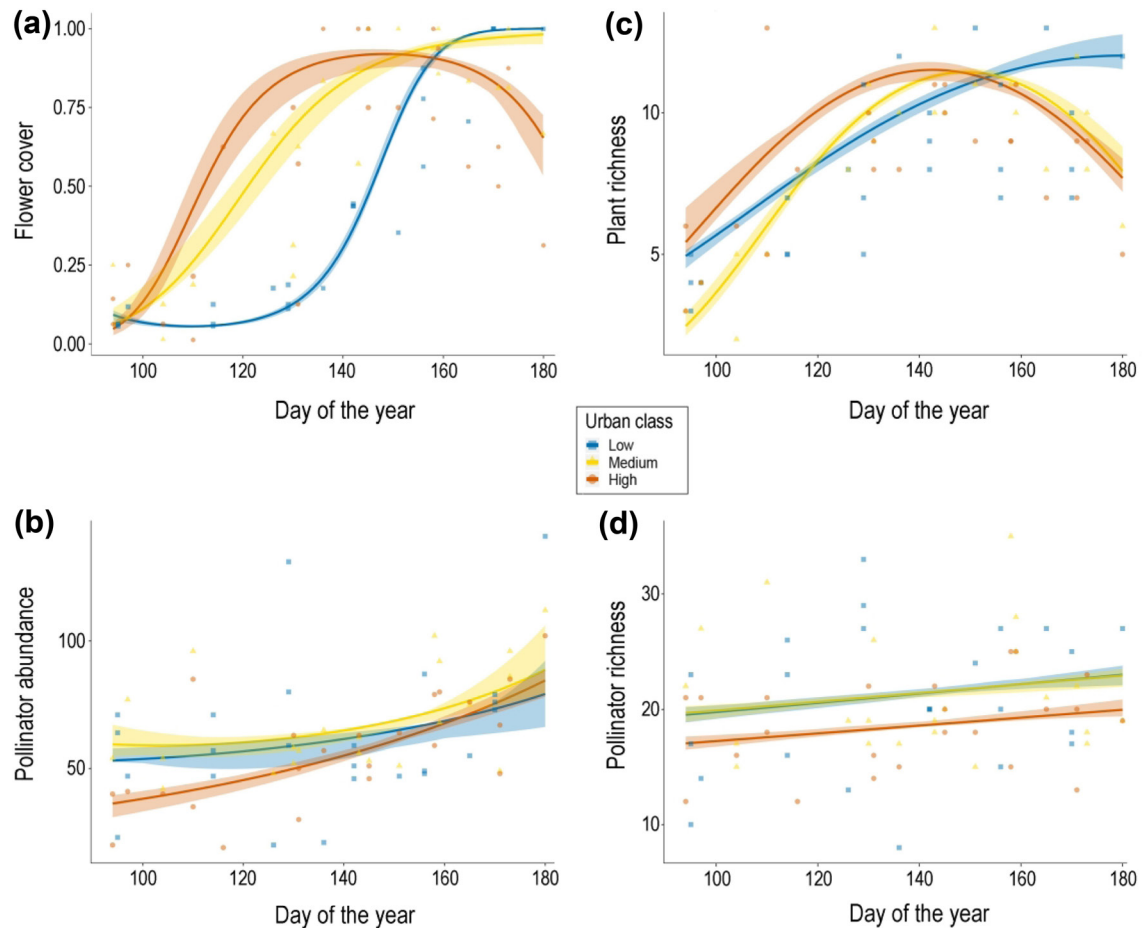 (a)
1.00
0.75
0.50
0.25
0.00
Flower cover
100 120 140 160 180
Day of the year
(c)
10
5
Plant richness
100 120 140 160 180
Day of the year
Urban class
Low
Medium
High
(b)
100
50
Pollinator abundance
100 120 140 160 180
Day of the year
(d)
30
20
10
Pollinator richness
100 120 140 160 180
Day of the year